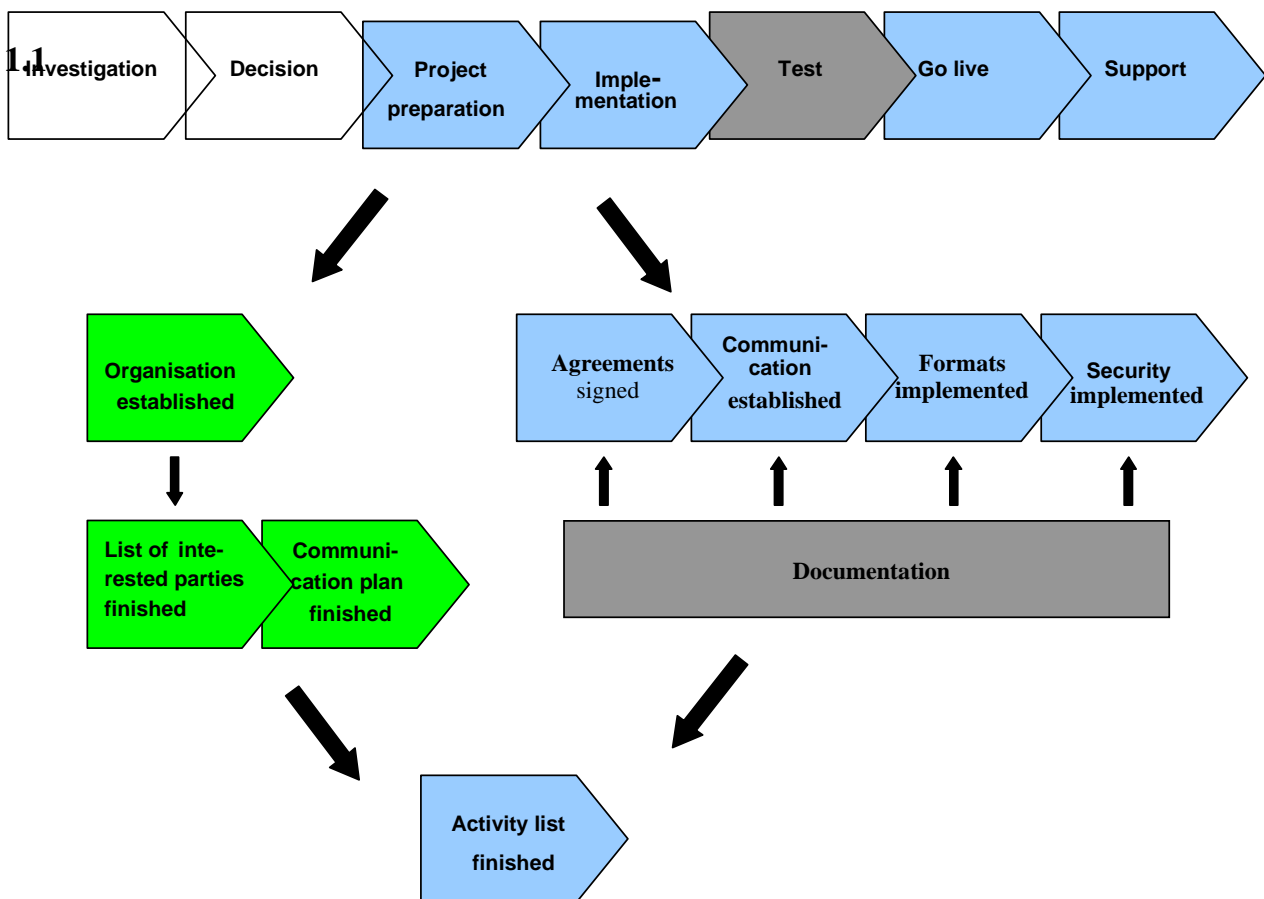 1.1
Investigation
Decision
Project
preparation
Imple-
mentation
Test
Go live
Support
Organisation
established
Agreements
signed
Communi-
cation
established
Formats
implemented
Security
implemented
List of inte-
rested parties
finished
Communi-
cation plan
finished
Documentation
Activity list
finished